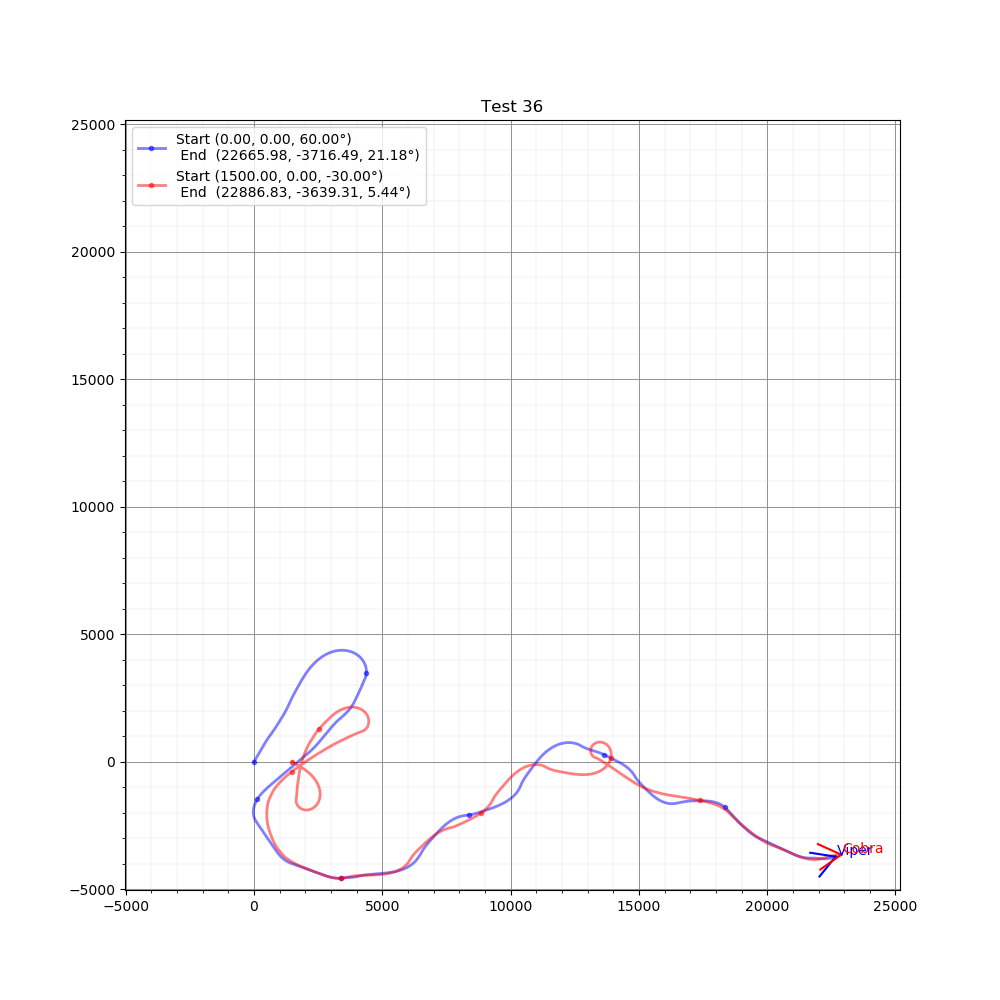 Test 36
Start (0.00, 0.00, 60.00°)
End (22665.98, -3716.49, 21.18°)
Start (1500.00, 0.00, -30.00°)
End (22886.83, -3639.31, 5.44°)
25000
20000
15000
10000
5000
0
−5000
Viper
Cobra
−5000 0 5000 10000 15000 20000 25000